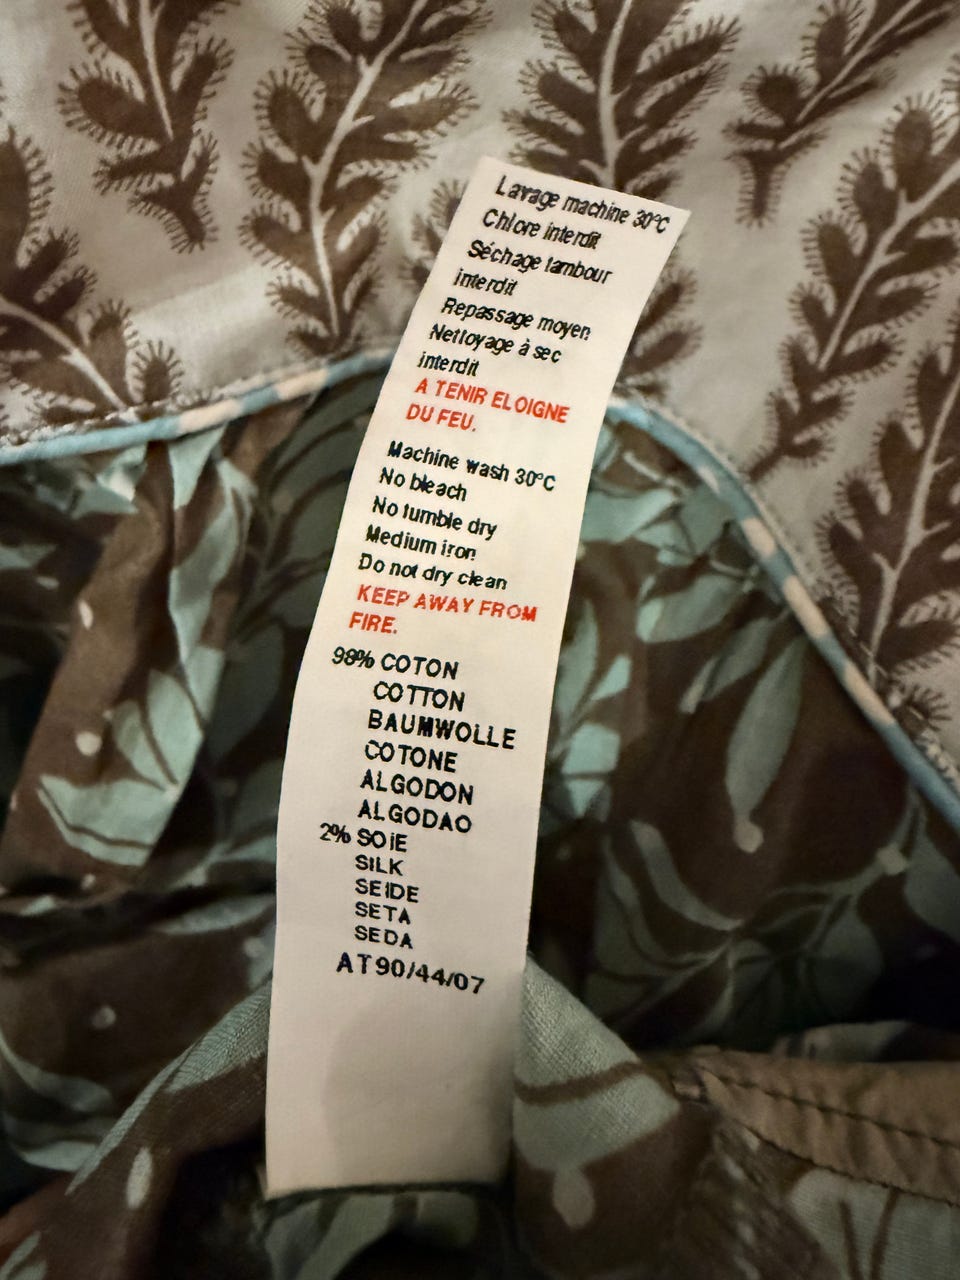 Lavage machine 30°C
Chlore interdit
Séchage tambour
interdit
Repassage moyen
Nettoyage à sec
interdit
A TENIR ELOIGNE
DU FEU.
Machine wash 30°C
No bleach
No tumble dry
Medium iron
Do not dry clean
KEEP AWAY FROM
FIRE.
98% COTON
COTTON
BAUMWOLLE
COTONE
ALGODON
ALGODAO
2% SOIE
SILK
SEIDE
SETA
SEDA
AT90/44/07